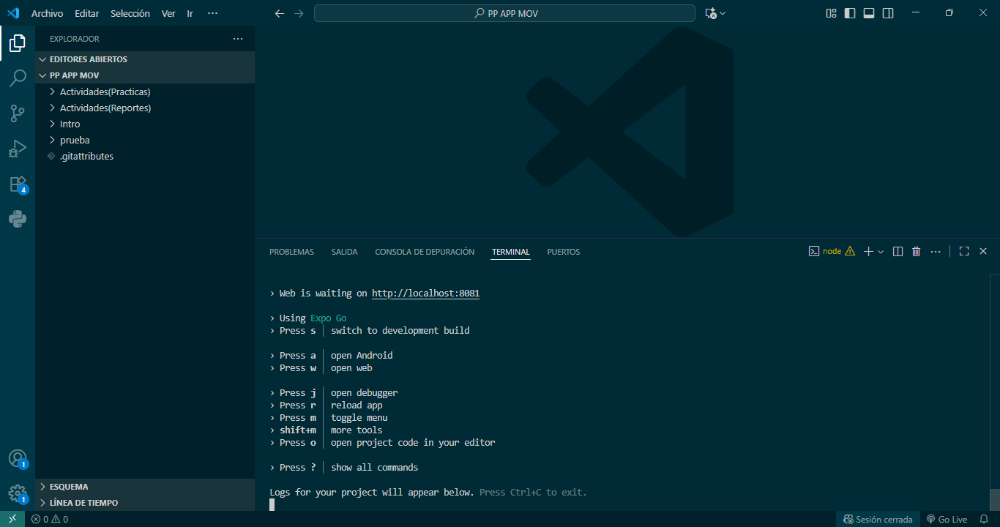 Archivo Editar Selección Ver Ir ···
PP APP MOV
EXPLORADOR
EDITORES ABIERTOS
PP APP MOV
Actividades(Practicas)
Actividades(Reportes)
Intro
prueba
.gitattributes
4
1
1
ESQUEMA
LÍNEA DE TIEMPO
PROBLEMAS SALIDA CONSOLA DE DEPURACIÓN TERMINAL PUERTOS
node
› Web is waiting on http://localhost:8081
› Using Expo Go
› Press s │ switch to development build
› Press a │ open Android
› Press w │ open web
› Press j │ open debugger
› Press r │ reload app
› Press m │ toggle menu
› shift+m │ more tools
› Press o │ open project code in your editor
› Press ? │ show all commands
Logs for your project will appear below. Press Ctrl+C to exit.
0 0
Sesión cerrada Go Live